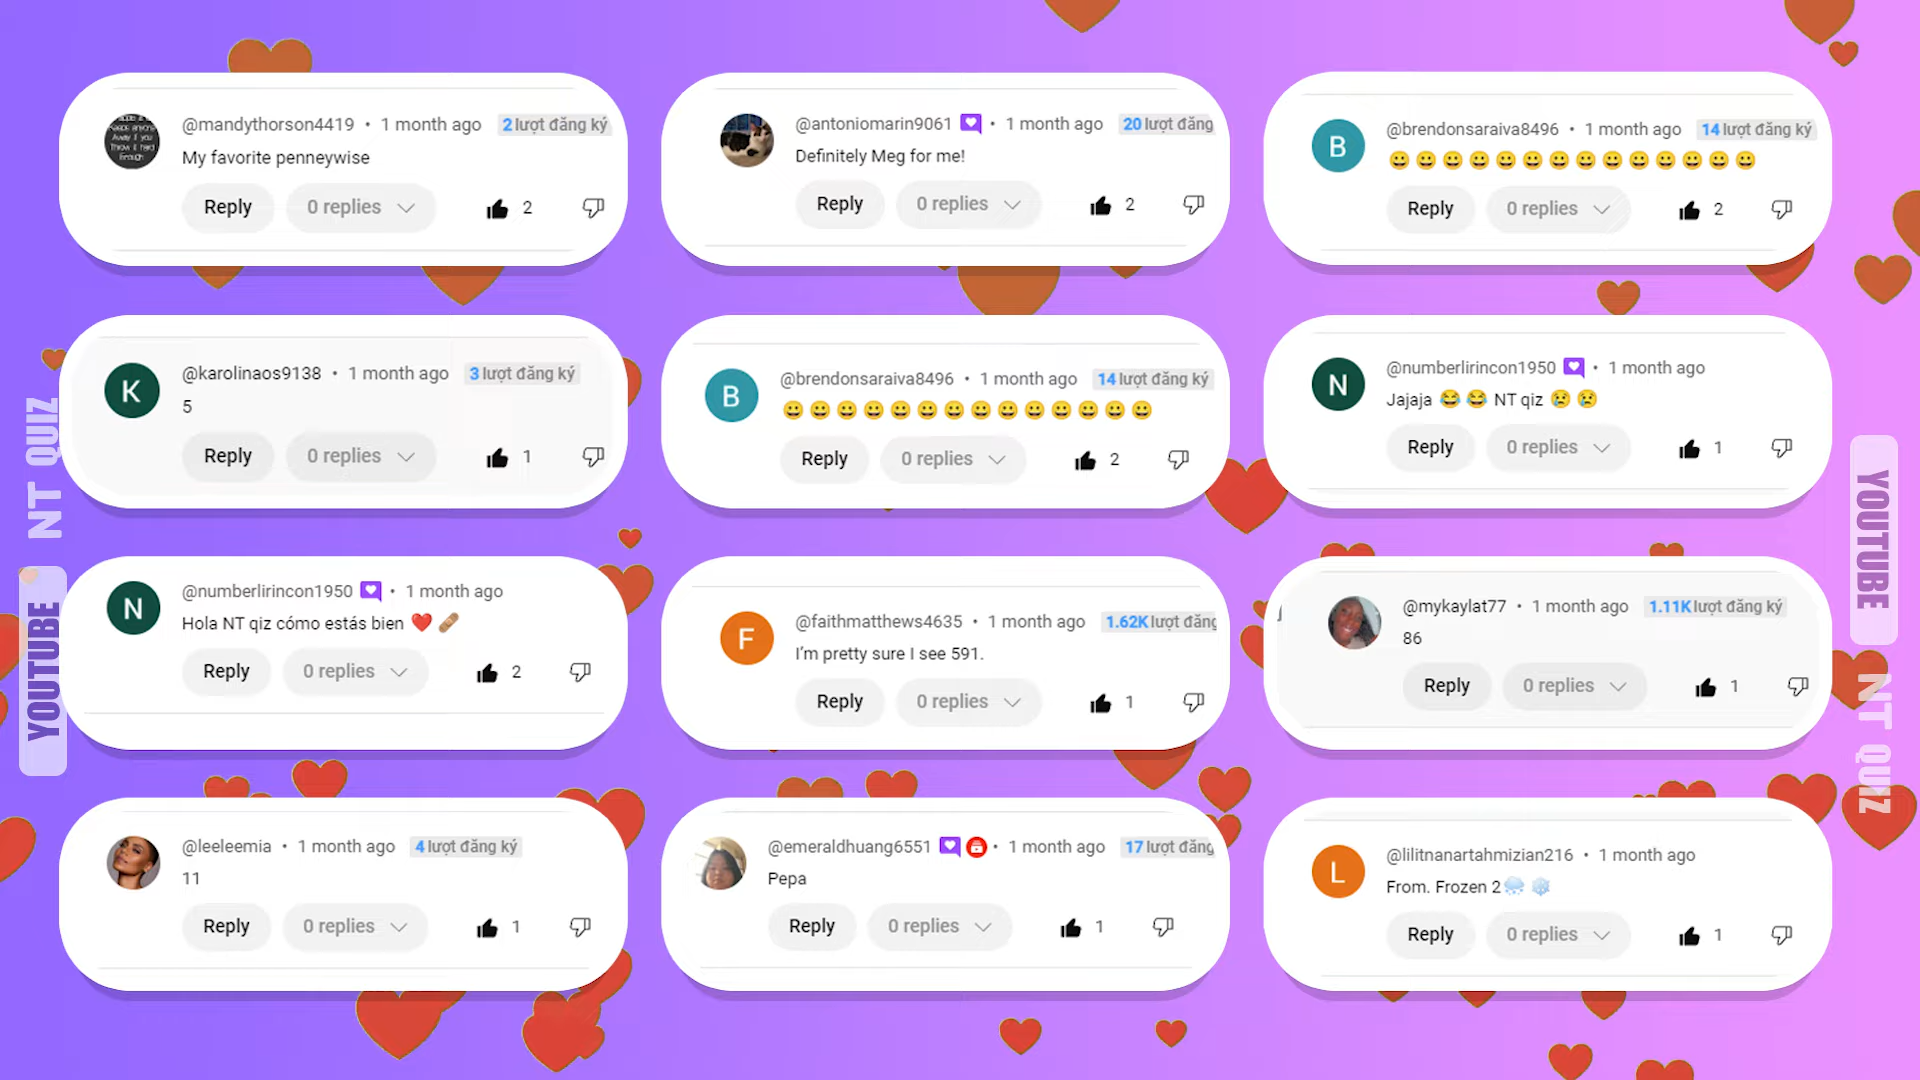 @mandythorson4419 • 1 month ago 2 lượt đăng ký
My favorite penneywise
Reply 0 replies 2
@antoniomarin9061 • 1 month ago 20 lượt đăng
Definitely Meg for me!
Reply 0 replies 2
@brendonsaraiva8496 • 1 month ago 14 lượt đăng ký
😀 😀 😀 😀 😀 😀 😀 😀 😀 😀 😀 😀 😀 😀
Reply 0 replies 2
@karolinaos9138 • 1 month ago 3 lượt đăng ký
5
Reply 0 replies 1
@brendonsaraiva8496 • 1 month ago 14 lượt đăng ký
😀 😀 😀 😀 😀 😀 😀 😀 😀 😀 😀 😀 😀 😀
Reply 0 replies 2
@numberlirincon1950 • 1 month ago
Jajaja 😂 😂 NT qiz 😢 😢
Reply 0 replies 1
@numberlirincon1950 • 1 month ago
Hola NT qiz cómo estás bien ❤️ 🩹
Reply 0 replies 2
@faithmatthews4635 • 1 month ago 1.62K lượt đăng
I'm pretty sure I see 591.
Reply 0 replies 1
@mykaylat77 • 1 month ago 1.11K lượt đăng ký
86
Reply 0 replies 1
@leeleemia • 1 month ago 4 lượt đăng ký
11
Reply 0 replies 1
@emeraldhuang6551 • 1 month ago 17 lượt đăng
Pepa
Reply 0 replies 1
@lilitnanartahmizian216 • 1 month ago
From. Frozen 2🌨️ ❄️
Reply 0 replies 1
K
B
B
N
N
F
L
YOUTUBE NT QUIZ
YOUTUBE NT QUIZ